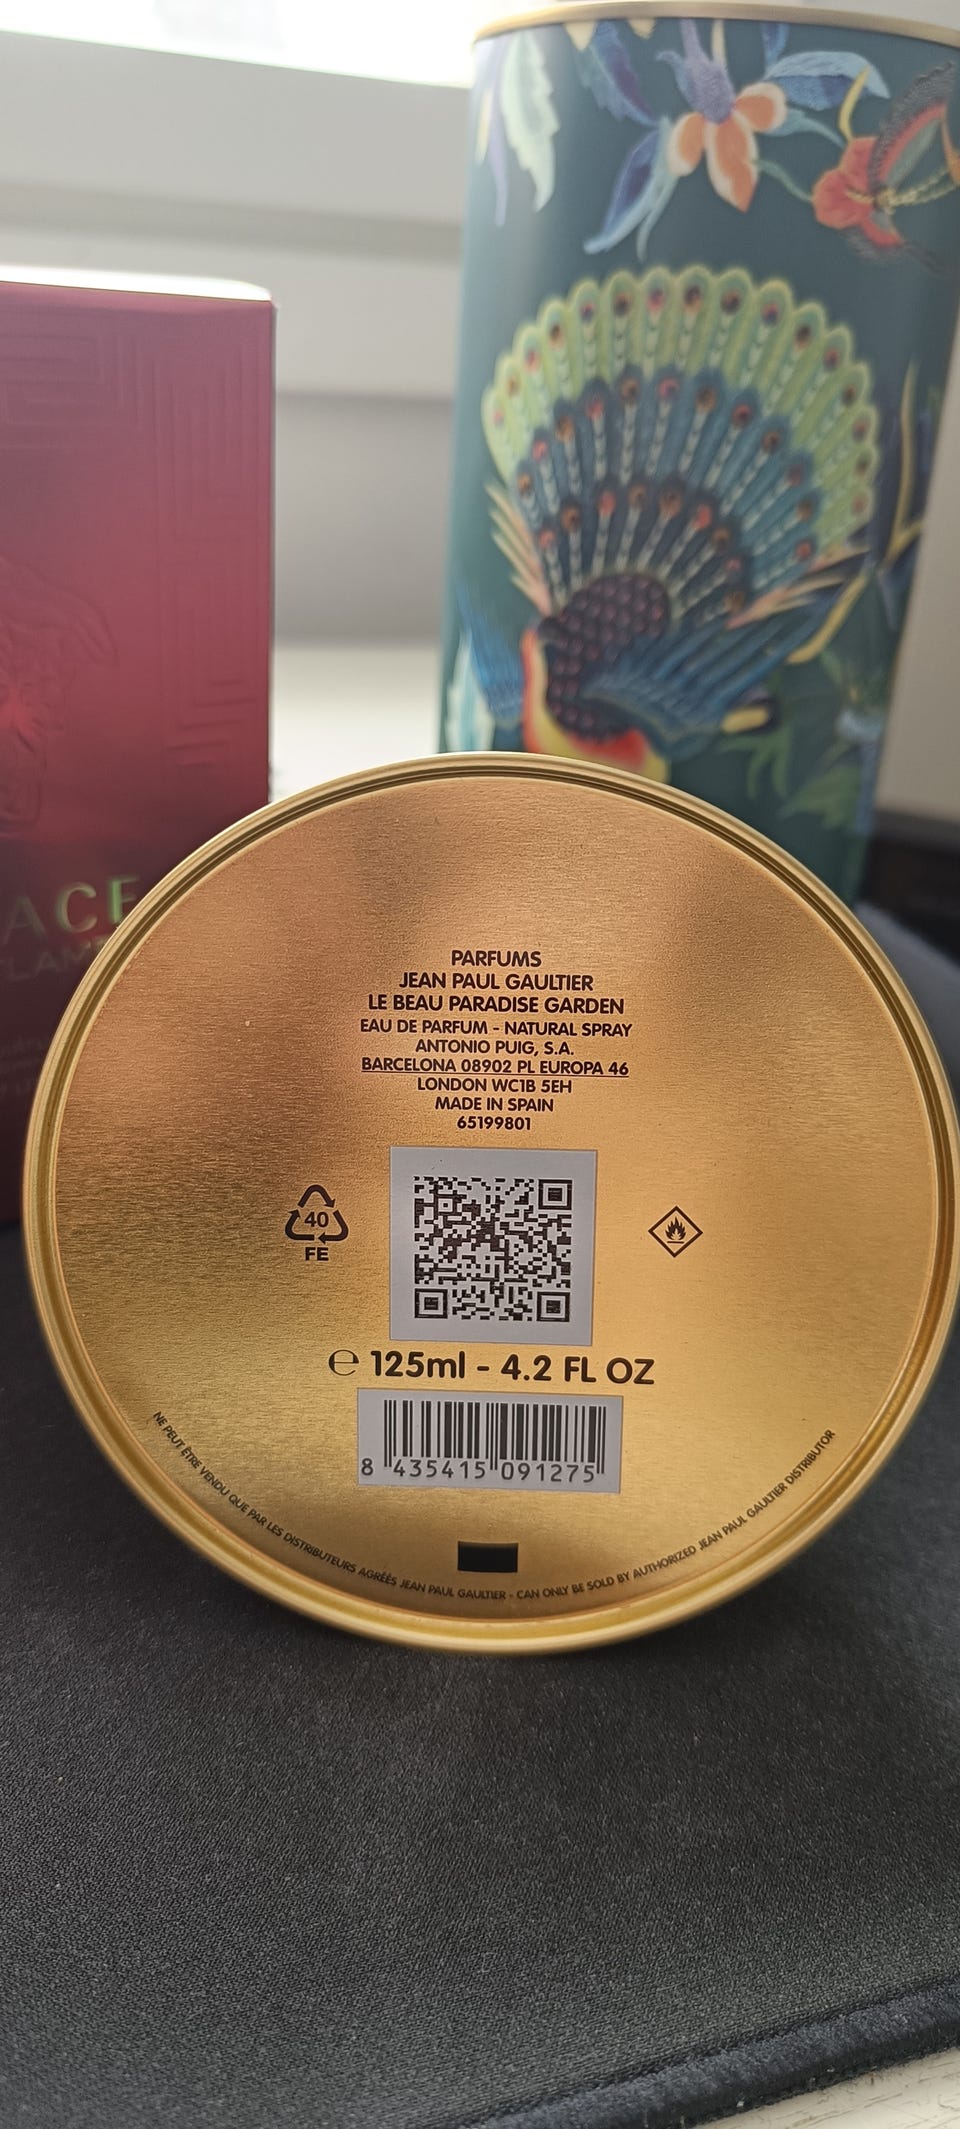 ACE
LAM
PARFUMS
JEAN PAUL GAULTIER
LE BEAU PARADISE GARDEN
EAU DE PARFUM - NATURAL SPRAY
ANTONIO PUIG, S.A.
BARCELONA 08902 PL EUROPA 46
LONDON WC1B 5EH
MADE IN SPAIN
65199801
40
FE
℮ 125ml - 4.2 FL OZ
8 435415 091275
NE PEUT ÊTRE VENDU QUE PAR LES DISTRIBUTEURS AGRÉÉS JEAN PAUL GAULTIER - CAN ONLY BE SOLD BY AUTHORIZED JEAN PAUL GAULTIER DISTRIBUTOR